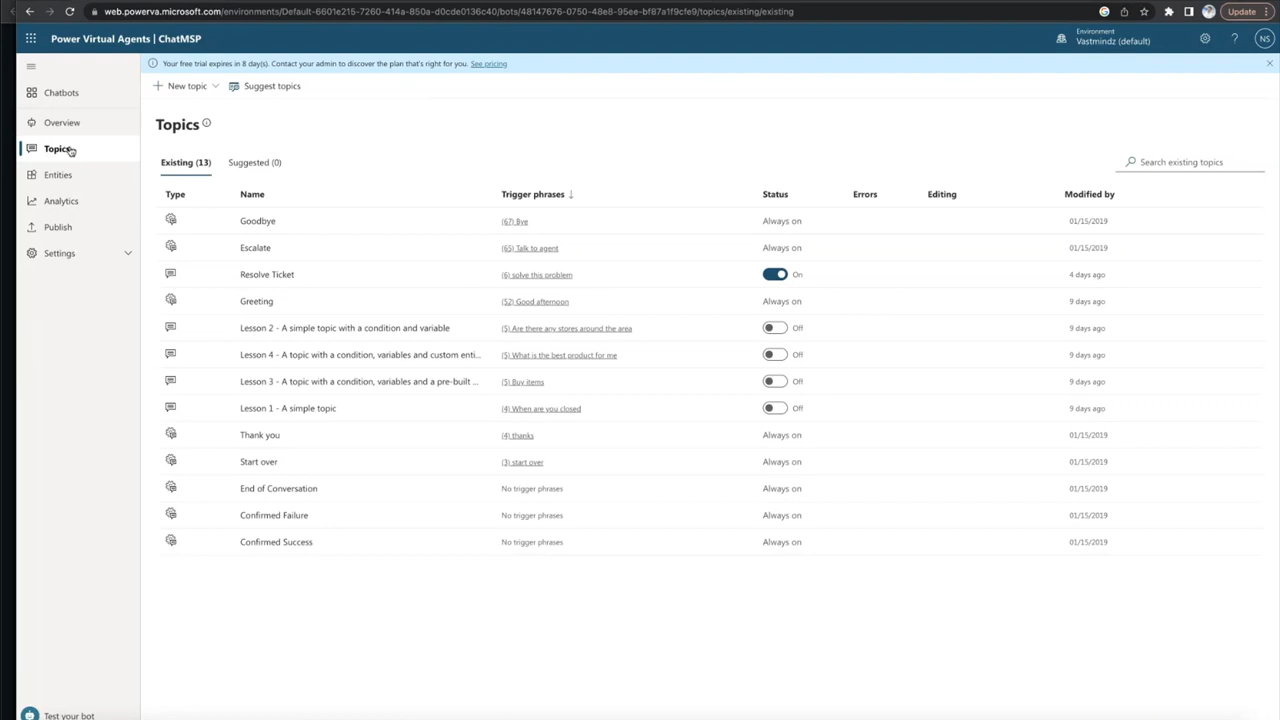 web.powerva.microsoft.com/environments/Default-6601e215-7260-414a-850a-d0cde0136c40/bots/48147676-0750-48e8-95ee-bf87a1f9cfe9/topics/existing/existing
Update
Power Virtual Agents | ChatMSP
Environment
Vastmindz (default)
NS
Your free trial expires in 8 day(s). Contact your admin to discover the plan that's right for you. See pricing
Chatbots
Overview
Topics
Entities
Analytics
Publish
Settings
Test your bot
New topic
Suggest topics
Topics
Existing (13)
Suggested (0)
Search existing topics
Type Name Trigger phrases ↓ Status Errors Editing Modified by
Goodbye (67) Bye Always on 01/15/2019
Escalate (65) Talk to agent Always on 01/15/2019
Resolve Ticket (6) solve this problem On 4 days ago
Greeting (52) Good afternoon Always on 9 days ago
Lesson 2 - A simple topic with a condition and variable (5) Are there any stores around the area Off 9 days ago
Lesson 4 - A topic with a condition, variables and custom enti... (5) What is the best product for me Off 9 days ago
Lesson 3 - A topic with a condition, variables and a pre-built ... (5) Buy items Off 9 days ago
Lesson 1 - A simple topic (4) When are you closed Off 9 days ago
Thank you (4) thanks Always on 01/15/2019
Start over (3) start over Always on 01/15/2019
End of Conversation No trigger phrases Always on 01/15/2019
Confirmed Failure No trigger phrases Always on 01/15/2019
Confirmed Success No trigger phrases Always on 01/15/2019